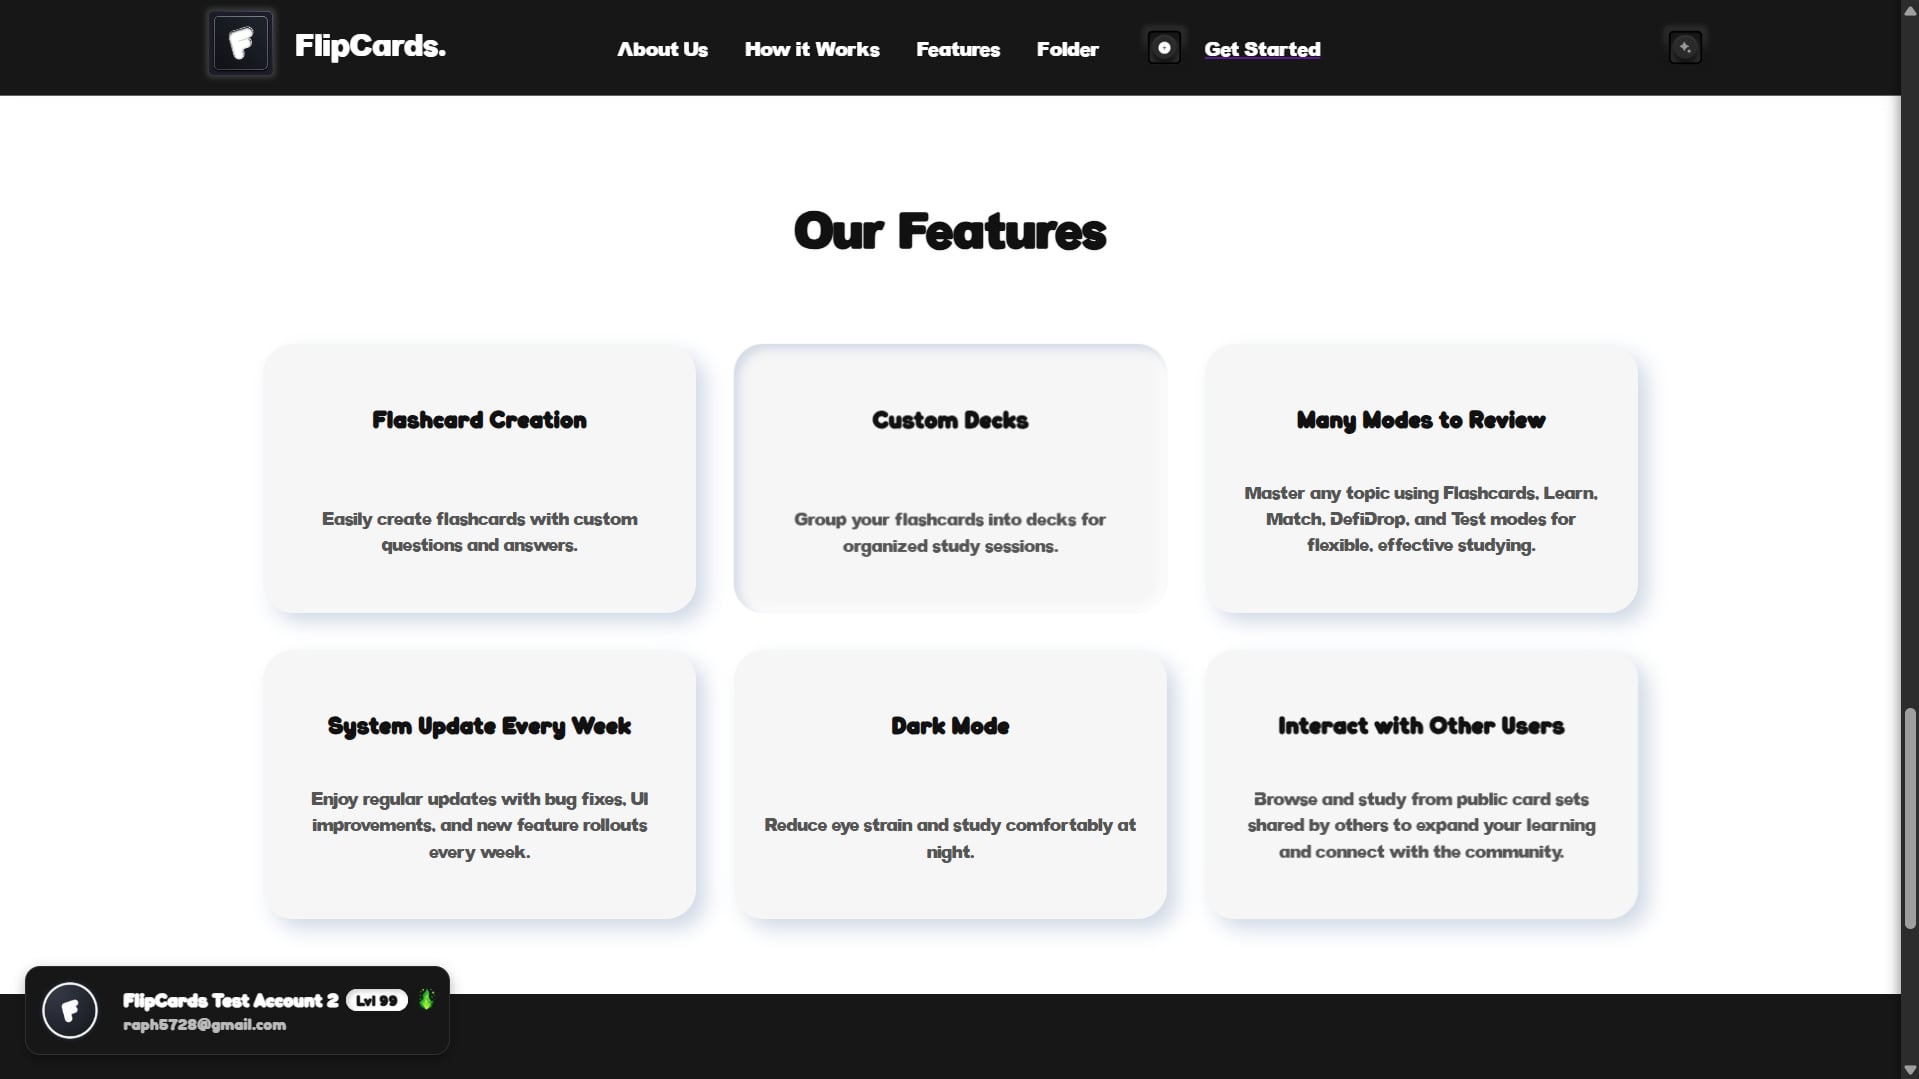 FlipCards.
About Us
How it Works
Features
Folder
Get Started
Our Features
Flashcard Creation
Easily create flashcards with custom
questions and answers.
Custom Decks
Group your flashcards into decks for
organized study sessions.
Many Modes to Review
Master any topic using Flashcards, Learn,
Match, DefiDrop, and Test modes for
flexible, effective studying.
System Update Every Week
Enjoy regular updates with bug fixes, UI
improvements, and new feature rollouts
every week.
Dark Mode
Reduce eye strain and study comfortably at
night.
Interact with Other Users
Browse and study from public card sets
shared by others to expand your learning
and connect with the community.
FlipCards Test Account 2 Lvl 99
raph5728@gmail.com